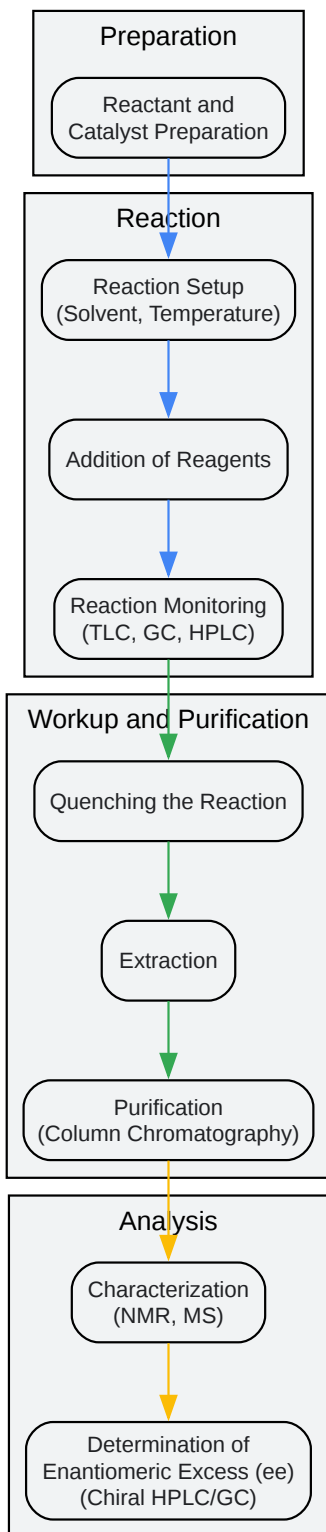 Preparation
Reactant and
Catalyst Preparation
Reaction
Reaction Setup
(Solvent, Temperature)
Addition of Reagents
Reaction Monitoring
(TLC, GC, HPLC)
Workup and Purification
Quenching the Reaction
Extraction
Purification
(Column Chromatography)
Analysis
Characterization
(NMR, MS)
Determination of
Enantiomeric Excess (ee)
(Chiral HPLC/GC)